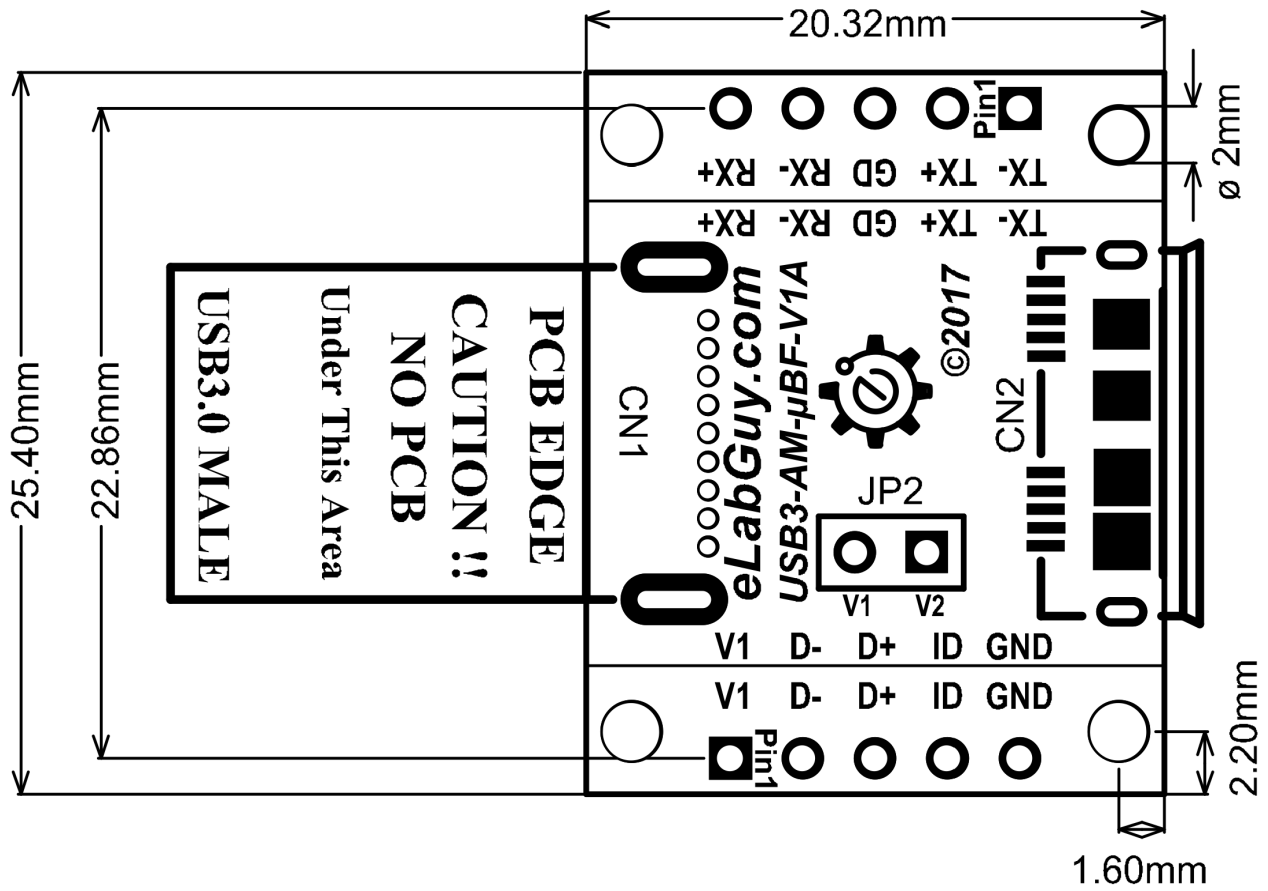 20.32mm
Pin1
ø 2mm
RX+ RX- GD TX+ TX-
RX+ RX- GD TX+ TX-
25.40mm
22.86mm
PCB EDGE
CAUTION !!
NO PCB
Under This Area
USB3.0 MALE
CN1
eLabGuy.com
USB3-AM-µBF-V1A
©2017
CN2
JP2
V1 V2
V1 D- D+ ID GND
V1 D- D+ ID GND
Pin1
2.20mm
1.60mm